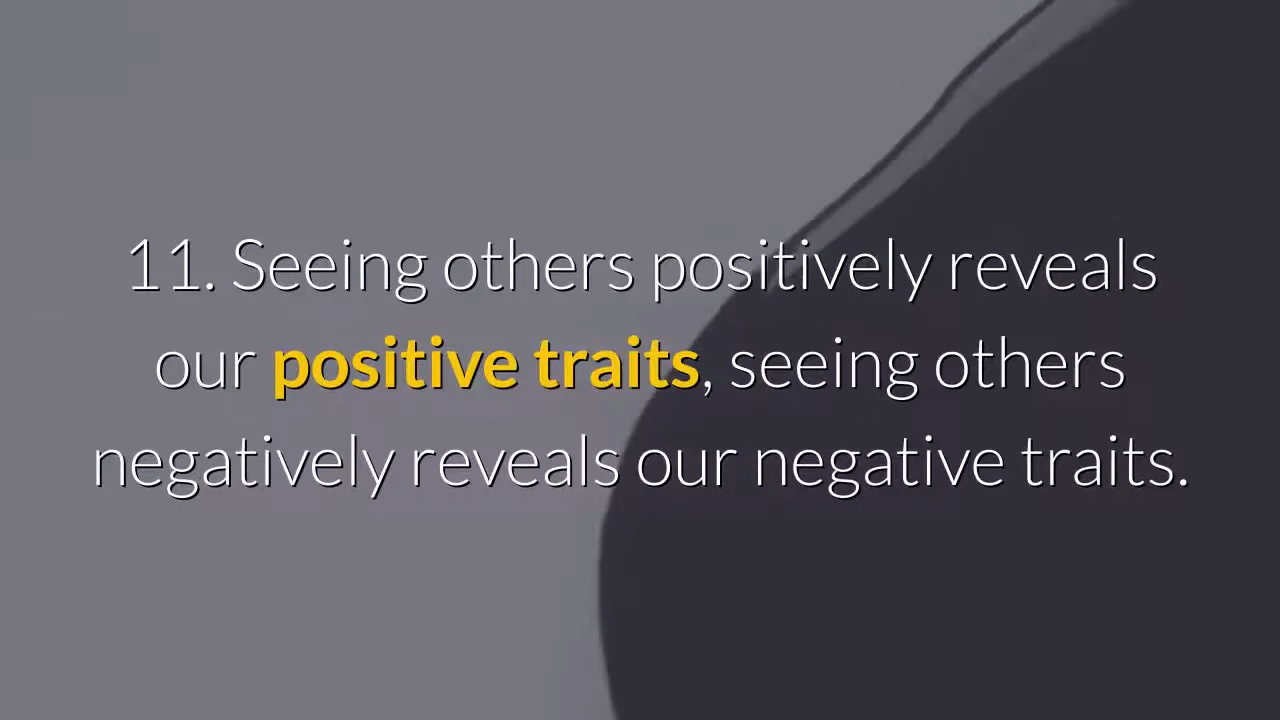 11. Seeing others positively reveals
our positive traits, seeing others
negatively reveals our negative traits.